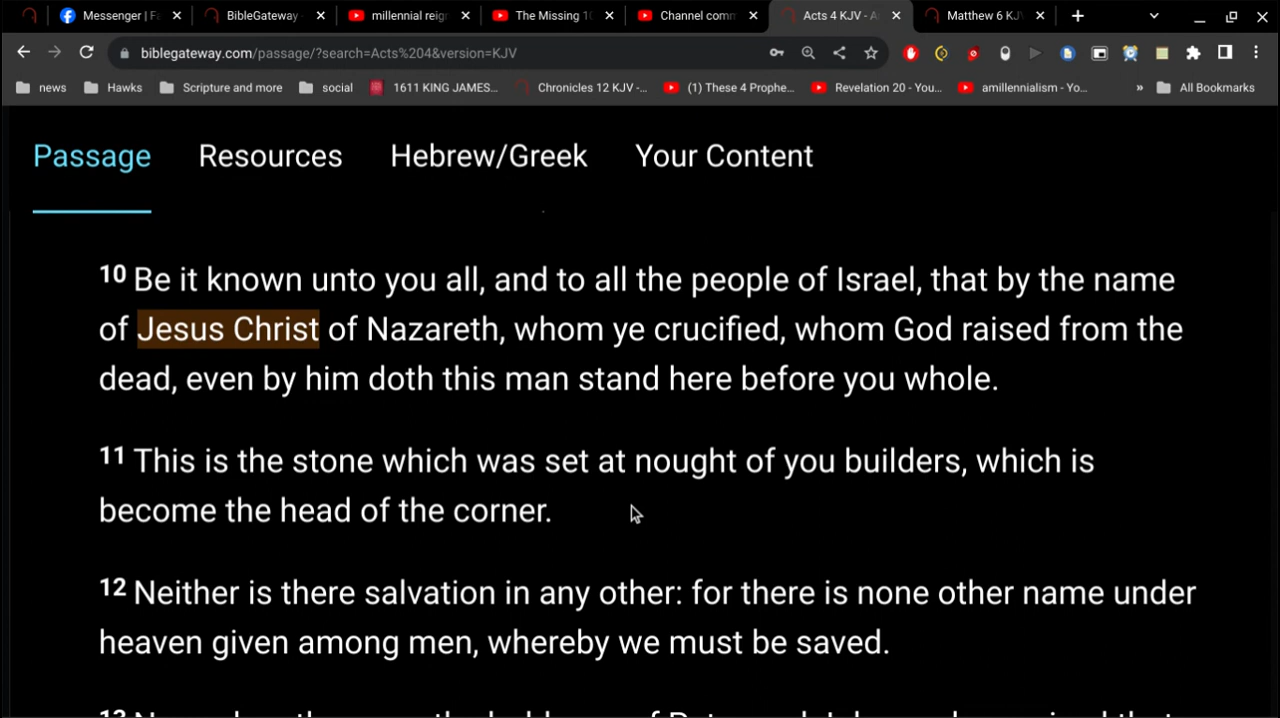 Messenger | Fa
BibleGateway -
millennial reig
The Missing 10
Channel comm
Acts 4 KJV - A
Matthew 6 KJV
biblegateway.com/passage/?search=Acts%204&version=KJV
news Hawks Scripture and more social 1611 KING JAMES... Chronicles 12 KJV -... (1) These 4 Prophe... Revelation 20 - You... amillennialism - Yo... » All Bookmarks
Passage Resources Hebrew/Greek Your Content
10 Be it known unto you all, and to all the people of Israel, that by the name
of Jesus Christ of Nazareth, whom ye crucified, whom God raised from the
dead, even by him doth this man stand here before you whole.
11 This is the stone which was set at nought of you builders, which is
become the head of the corner.
12 Neither is there salvation in any other: for there is none other name under
heaven given among men, whereby we must be saved.